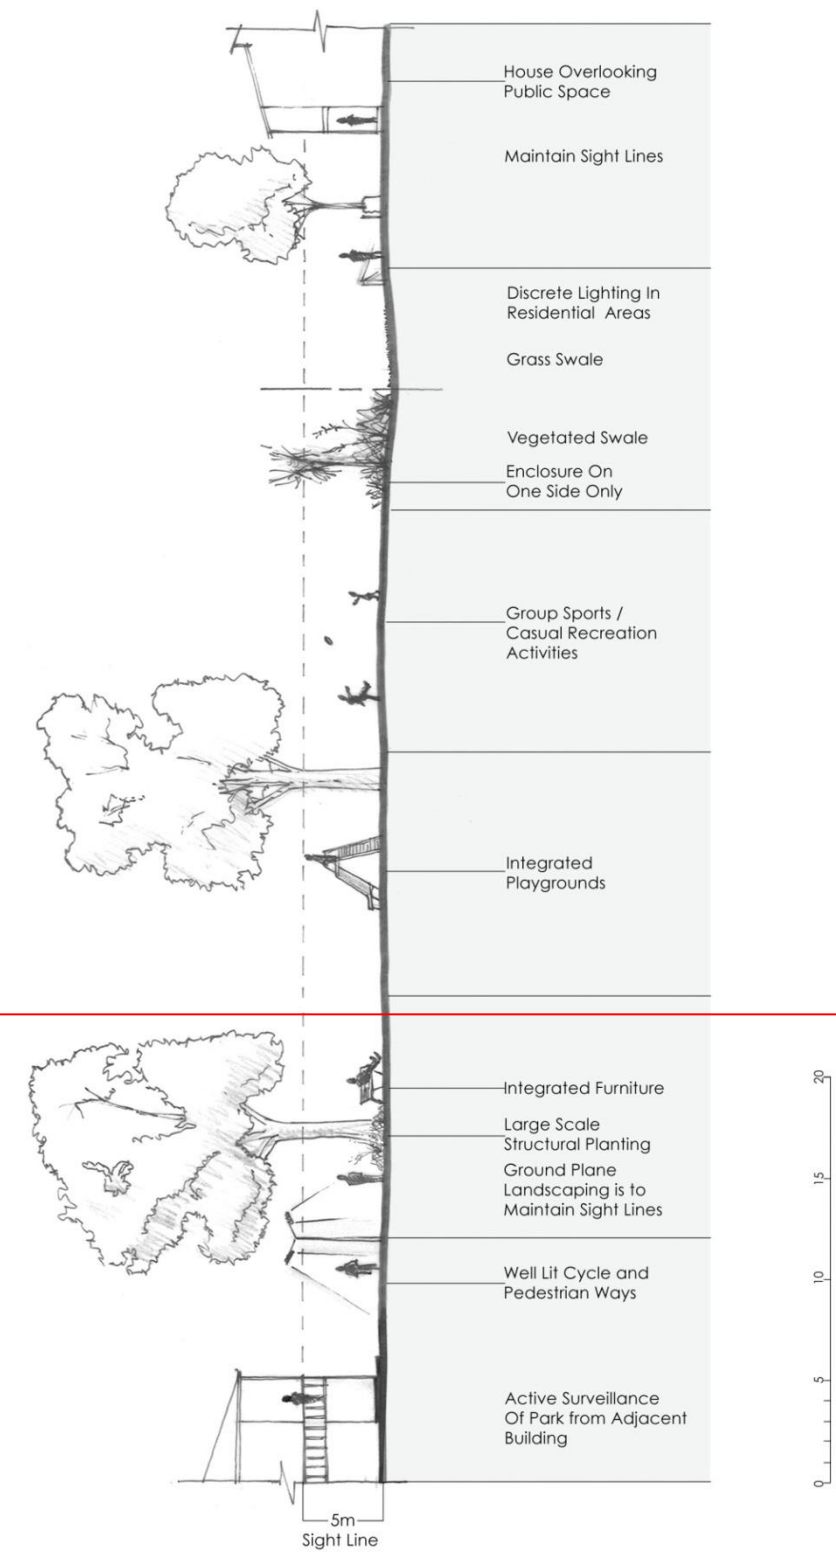 House Overlooking
Public Space
Maintain Sight Lines
Discrete Lighting In
Residential Areas
Grass Swale
Vegetated Swale
Enclosure On
One Side Only
Group Sports /
Casual Recreation
Activities
Integrated
Playgrounds
Integrated Furniture
Large Scale
Structural Planting
Ground Plane
Landscaping is to
Maintain Sight Lines
Well Lit Cycle and
Pedestrian Ways
Active Surveillance
Of Park from Adjacent
Building
20
15
10
5
0
5m
Sight Line